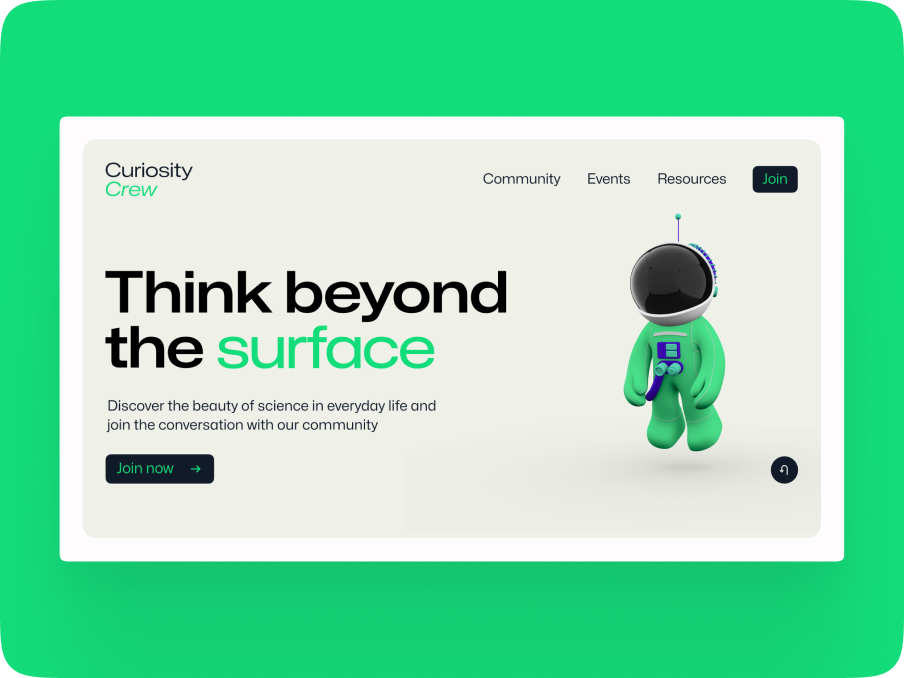 Curiosity
Crew
Community Events Resources Join
Think beyond
the surface
Discover the beauty of science in everyday life and
join the conversation with our community
Join now →